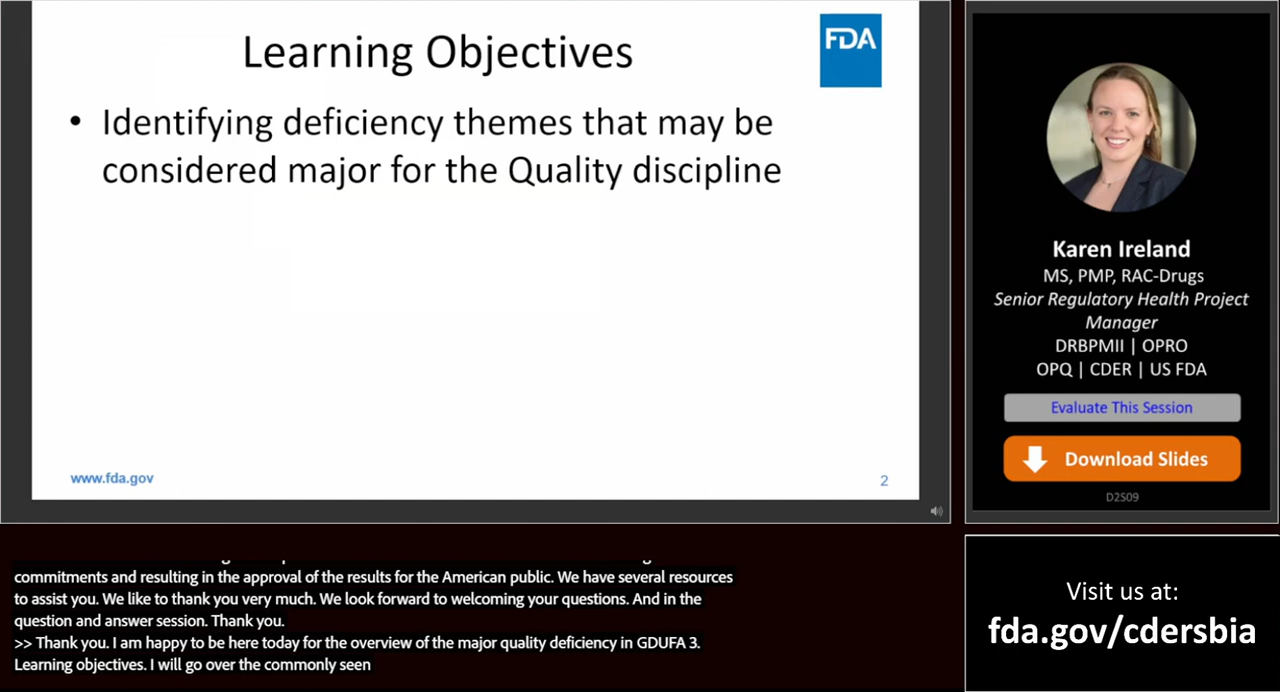 Learning Objectives
FDA
• Identifying deficiency themes that may be
considered major for the Quality discipline
www.fda.gov
2
Karen Ireland
MS, PMP, RAC-Drugs
Senior Regulatory Health Project
Manager
DRBPMII | OPRO
OPQ | CDER | US FDA
Evaluate This Session
Download Slides
D2S09
commitments and resulting in the approval of the results for the American public. We have several resources
to assist you. We like to thank you very much. We look forward to welcoming your questions. And in the
question and answer session. Thank you.
>> Thank you. I am happy to be here today for the overview of the major quality deficiency in GDUFA 3.
Learning objectives. I will go over the commonly seen
Visit us at:
fda.gov/cdersbia